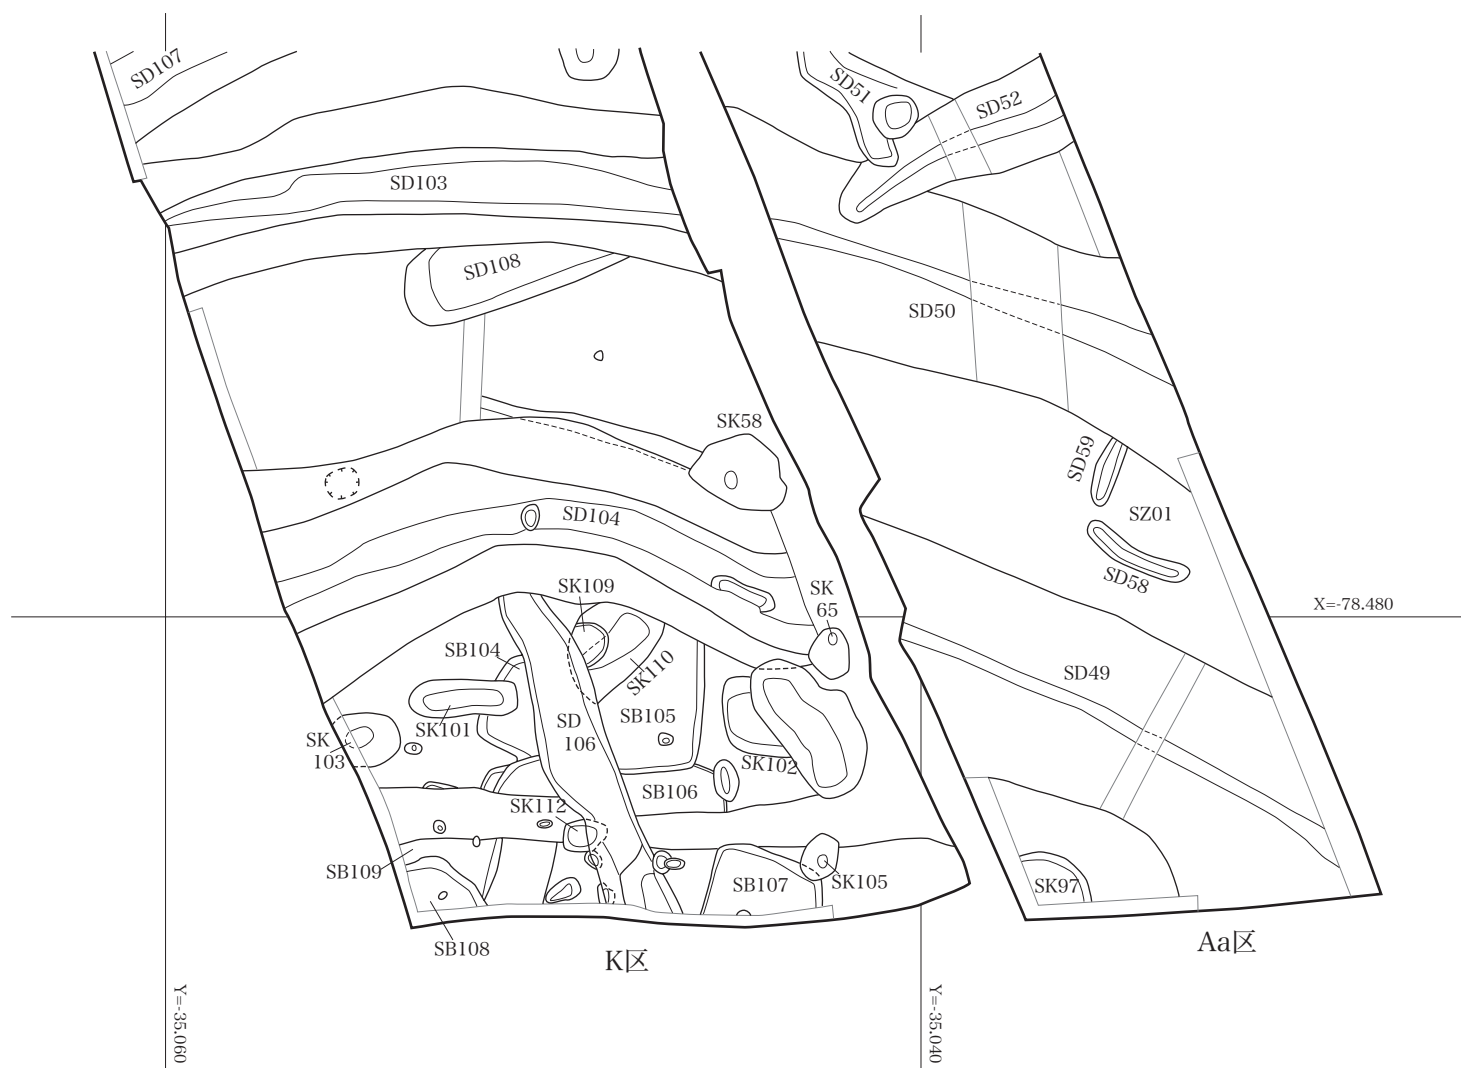 SD107
SD51
SD52
SD103
SD108
SD50
SK58
SD59
SZ01
SD104
SD58
SK109
SK
65
X=-78.480
SB104
SK110
SD49
SK101
SB105
SD
106
SK
103
SK102
SB106
SK112
SB109
SB107
SK105
SK97
SB108
K区
Aa区
Y=-35.060
Y=-35.040